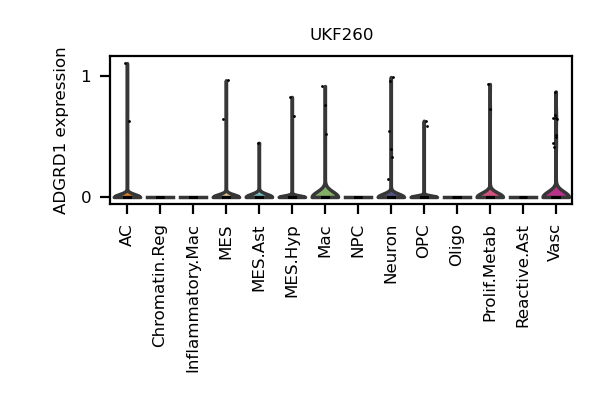 UKF260
ADGRD1 expression
1
0
AC
Chromatin.Reg
Inflammatory.Mac
MES
MES.Ast
MES.Hyp
Mac
NPC
Neuron
OPC
Oligo
Prolif.Metab
Reactive.Ast
Vasc